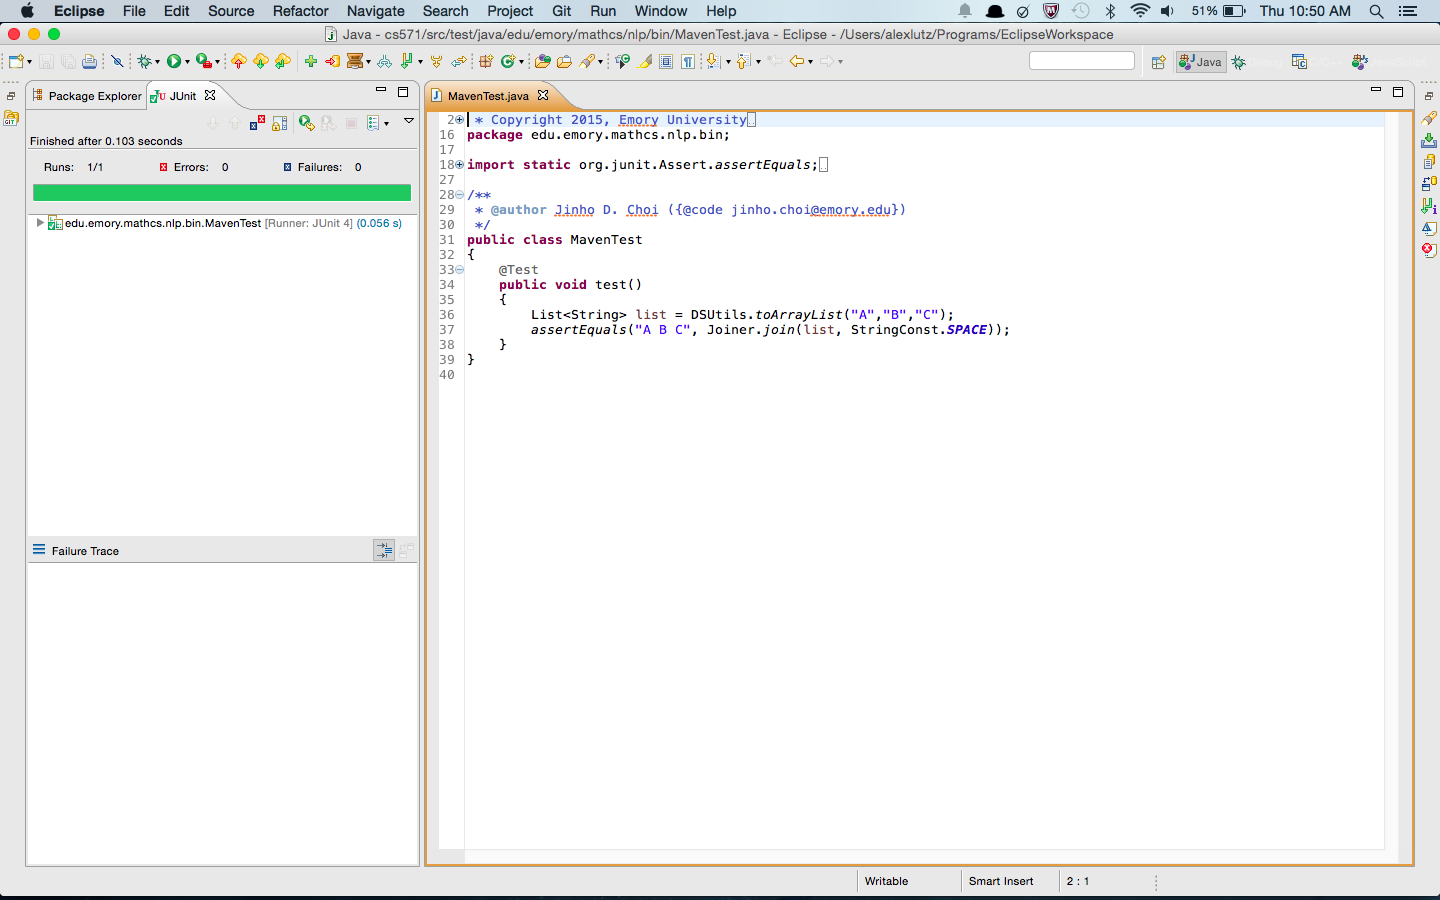 Eclipse File Edit Source Refactor Navigate Search Project Git Run Window Help 51% Thu 10:50 AM
Java - cs571/src/test/java/edu/emory/mathcs/nlp/bin/MavenTest.java - Eclipse - /Users/alexlutz/Programs/EclipseWorkspace
Java
Package Explorer JUnit
Finished after 0.103 seconds
Runs: 1/1 Errors: 0 Failures: 0
edu.emory.mathcs.nlp.bin.MavenTest [Runner: JUnit 4] (0.056 s)
Failure Trace
MavenTest.java
2 * Copyright 2015, Emory University
16 package edu.emory.mathcs.nlp.bin;
17
18 import static org.junit.Assert.assertEquals;
27
28 /**
29 * @author Jinho D. Choi ({@code jinho.choi@emory.edu})
30 */
31 public class MavenTest
32 {
33 @Test
34 public void test()
35 {
36 List<String> list = DSUtils.toArrayList("A","B","C");
37 assertEquals("A B C", Joiner.join(list, StringConst.SPACE));
38 }
39 }
40
Writable Smart Insert 2 : 1